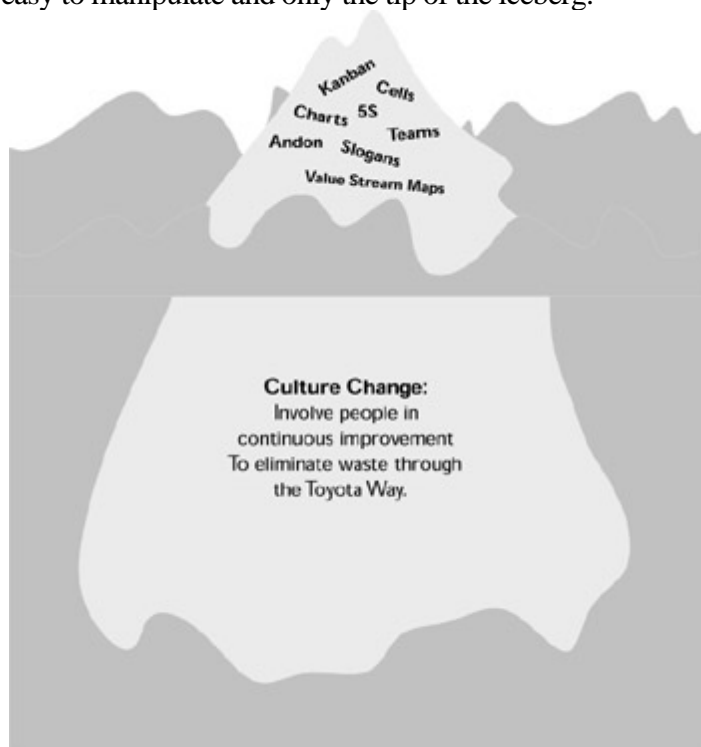 easy to manipulate and only the tip of the iceberg.
Kanban
Cells
Charts 5S
Teams
Andon Slogans
Value Stream Maps
Culture Change:
Involve people in
continuous improvement
To eliminate waste through
the Toyota Way.